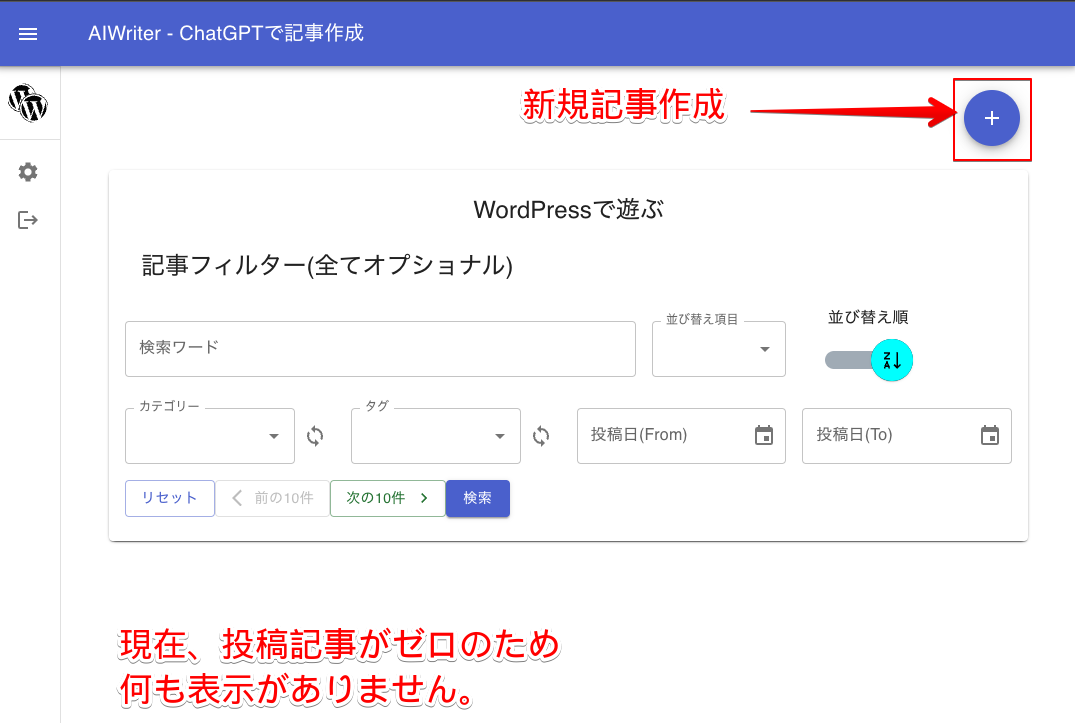 AIWriter - ChatGPTで記事作成
新規記事作成
WordPressで遊ぶ
記事フィルター(全てオプショナル)
検索ワード
並び替え項目
並び替え順
Z
A
カテゴリー
タグ
投稿日(From)
投稿日(To)
リセット
前の10件
次の10件
検索
現在、投稿記事がゼロのため
何も表示がありません。